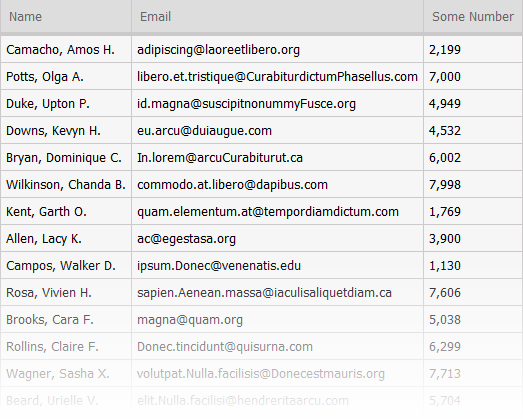 Name Email Some Number
Camacho, Amos H. adipiscing@laoreetlibero.org 2,199
Potts, Olga A. libero.et.tristique@CurabiturdictumPhasellus.com 7,000
Duke, Upton P. id.magna@suscipitnonummyFusce.org 4,949
Downs, Kevyn H. eu.arcu@duiaugue.com 4,532
Bryan, Dominique C. In.lorem@arcuCurabiturut.ca 6,002
Wilkinson, Chanda B. commodo.at.libero@dapibus.com 7,998
Kent, Garth O. quam.elementum.at@tempordiamdictum.com 1,769
Allen, Lacy K. ac@egestasa.org 3,900
Campos, Walker D. ipsum.Donec@venenatis.edu 1,130
Rosa, Vivien H. sapien.Aenean.massa@iaculisaliquetdiam.ca 7,606
Brooks, Cara F. magna@quam.org 5,038
Rollins, Claire F. Donec.tincidunt@quisurna.com 6,299
Wagner, Sasha X. volutpat.Nulla.facilisis@Donecestmauris.org 7,713
Beard, Urielle V. elit.Nulla.facilisi@hendreritaarcu.com 5,704